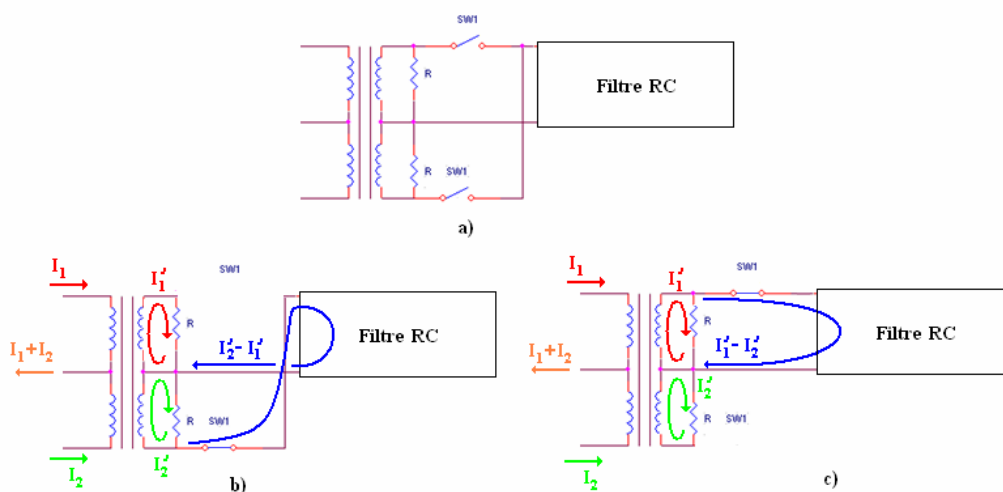 SW1
R
Filtre RC
R
SW1
a)
I₁
I₁'
SW1
R
Filtre RC
I₁+I₂
I₂'- I₁'
R
SW1
I₂
I₂'
b)
I₁
I₁'
SW1
R
Filtre RC
I₁+I₂
I₁'- I₂'
I₂'
R
SW1
I₂
c)